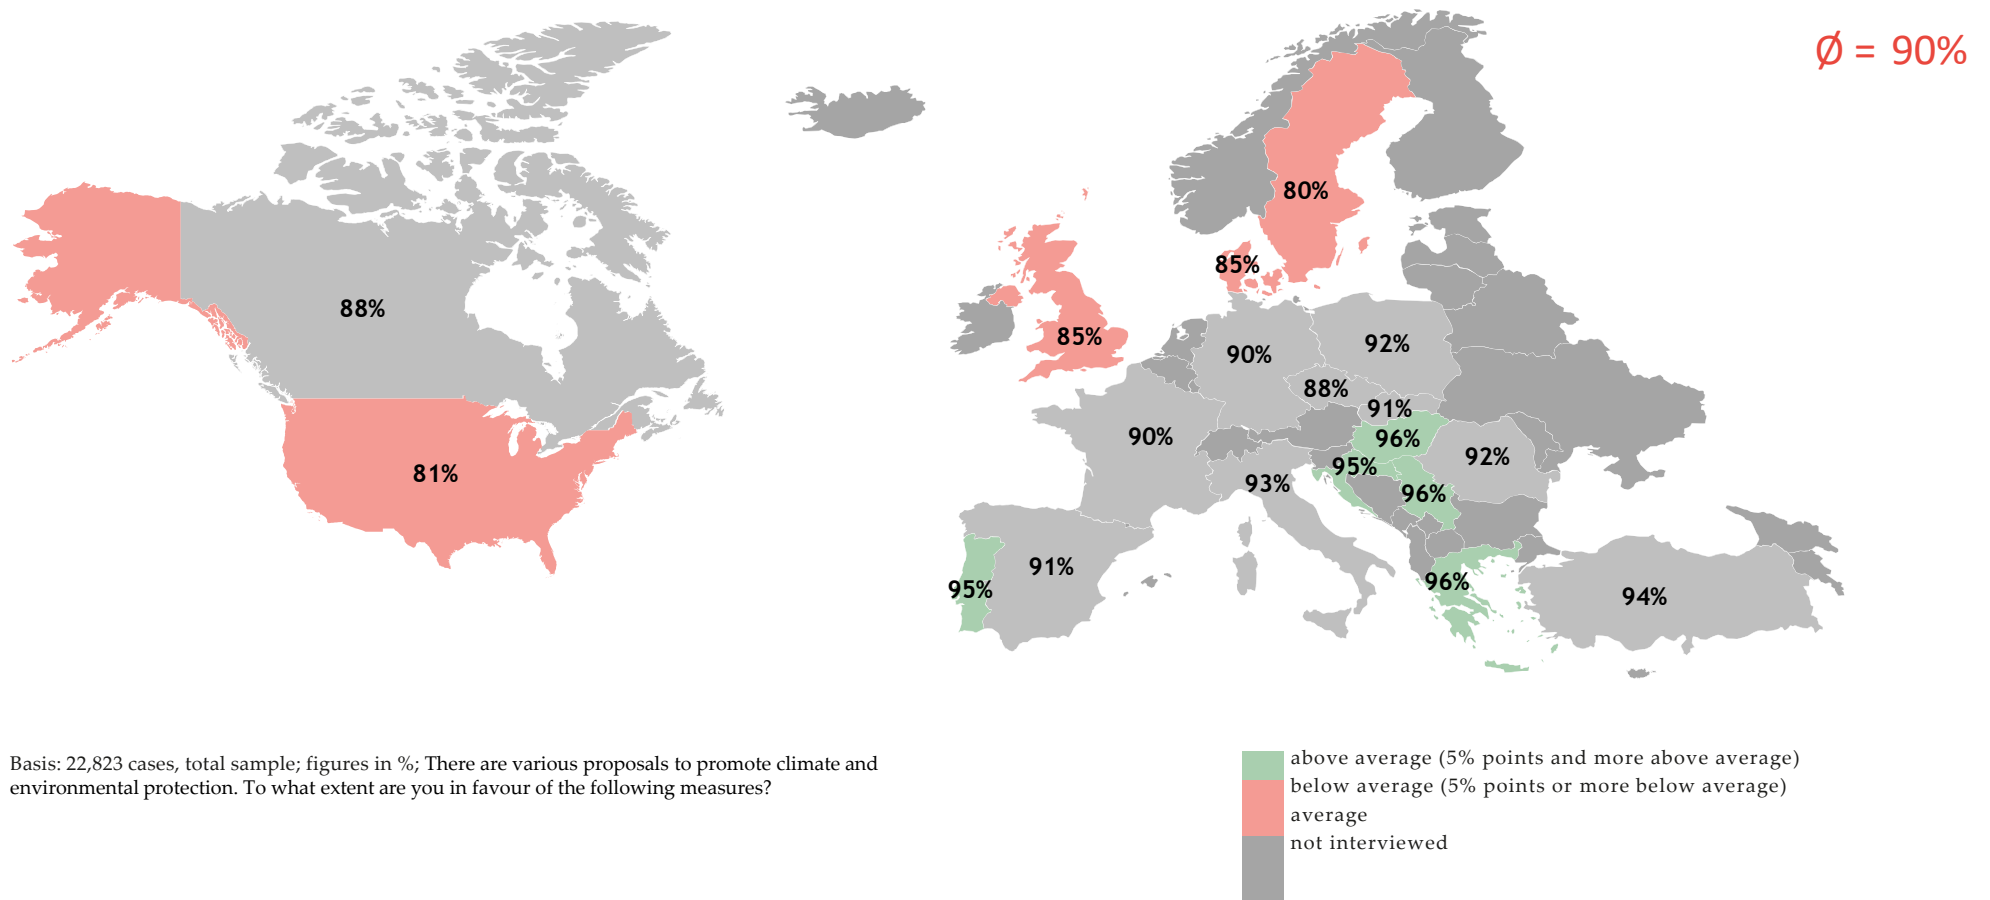 Ø = 90%
80%
85%
88%
85%
92%
90%
88%
91%
90%
96%
92%
95%
81%
93%
96%
91%
96%
95%
94%
Basis: 22,823 cases, total sample; figures in %; There are various proposals to promote climate and
environmental protection. To what extent are you in favour of the following measures?
above average (5% points and more above average)
below average (5% points or more below average)
average
not interviewed